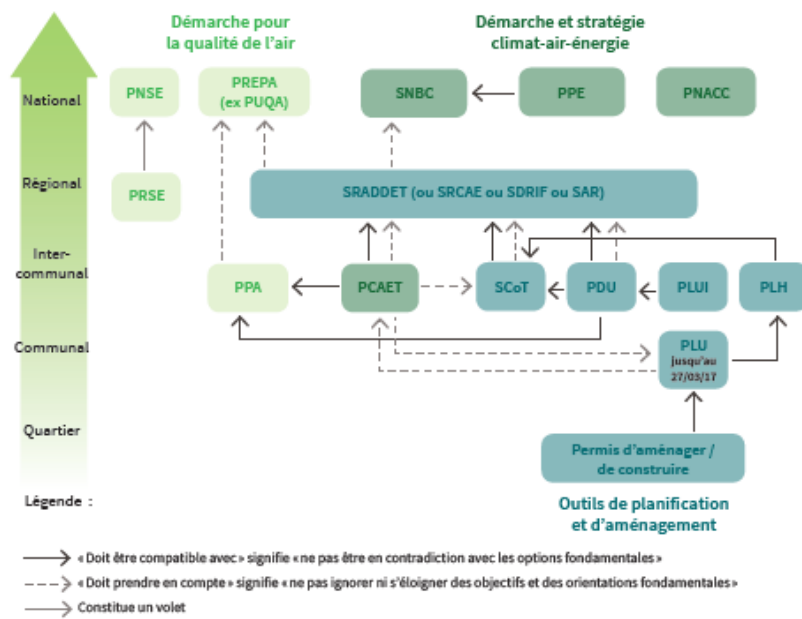 Démarche pour
la qualité de l'air
Démarche et stratégie
climat-air-énergie
National
PNSE
PREPA
(ex PUQA)
SNBC
PPE
PNACC
Régional
PRSE
SRADDET (ou SRCAE ou SDRIF ou SAR)
Inter-
communal
PPA
PCAET
SCoT
PDU
PLUI
PLH
Communal
PLU
jusqu'au
27/03/17
Quartier
Permis d'aménager /
de construire
Légende :
Outils de planification
et d'aménagement
« Doit être compatible avec » signifie « ne pas être en contradiction avec les options fondamentales »
« Doit prendre en compte » signifie « ne pas ignorer ni s'éloigner des objectifs et des orientations fondamentales »
Constitue un volet